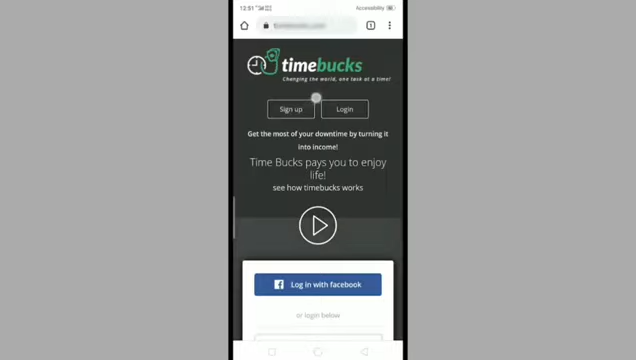 12:51
Accessibility
1
timebucks
Changing the world, one task at a time!
Sign up
Login
Get the most of your downtime by turning it
into income!
Time Bucks pays you to enjoy
life!
see how timebucks works
Log in with facebook
or login below